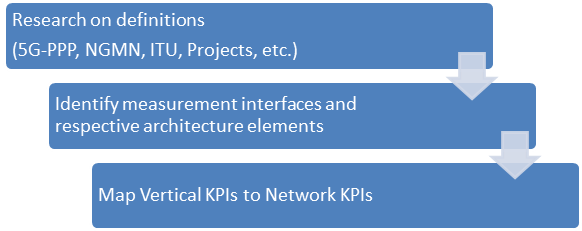 Research on definitions
(5G-PPP, NGMN, ITU, Projects, etc.)
Identify measurement interfaces and
respective architecture elements
Map Vertical KPIs to Network KPIs